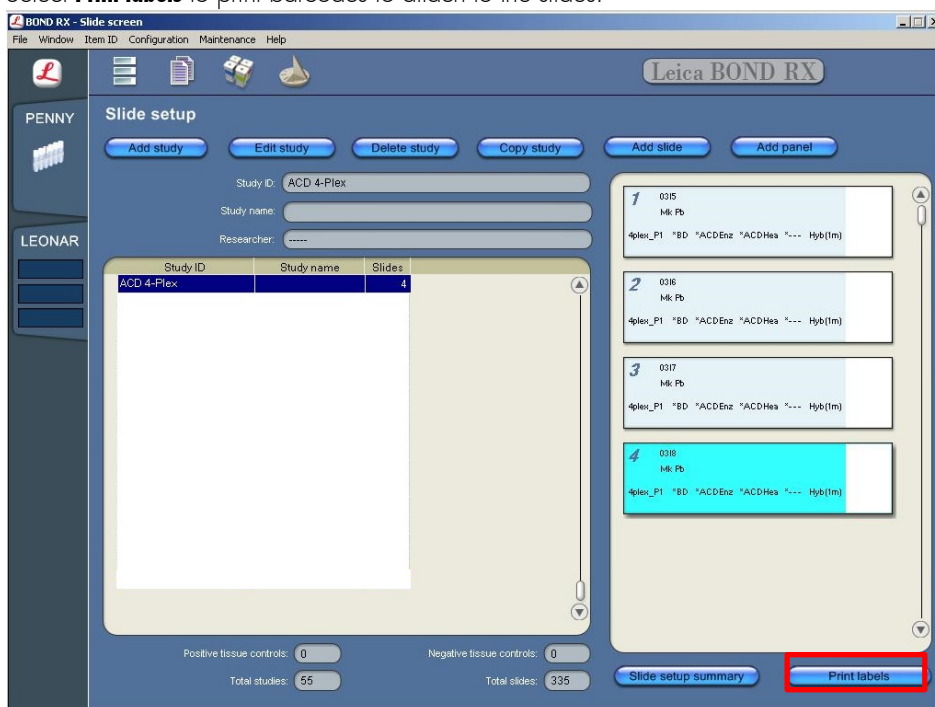 Select Print labels to print barcodes to attach to the slides.
BOND RX - Slide screen
File Window Item ID Configuration Maintenance Help
Leica BOND RX
PENNY
LEONAR
Slide setup
Add study Edit study Delete study Copy study Add slide Add panel
Study ID: ACD 4-Plex
Study name:
Researcher: -----
Study ID Study name Slides
ACD 4-Plex 4
1 0315
Mk Pb
4plex_P1 *BD *ACDEnz *ACDHea *--- Hyb(1m)
2 0316
Mk Pb
4plex_P1 *BD *ACDEnz *ACDHea *--- Hyb(1m)
3 0317
Mk Pb
4plex_P1 *BD *ACDEnz *ACDHea *--- Hyb(1m)
4 0318
Mk Pb
4plex_P1 *BD *ACDEnz *ACDHea *--- Hyb(1m)
Positive tissue controls: 0 Negative tissue controls: 0
Total studies: 55 Total slides: 335
Slide setup summary Print labels